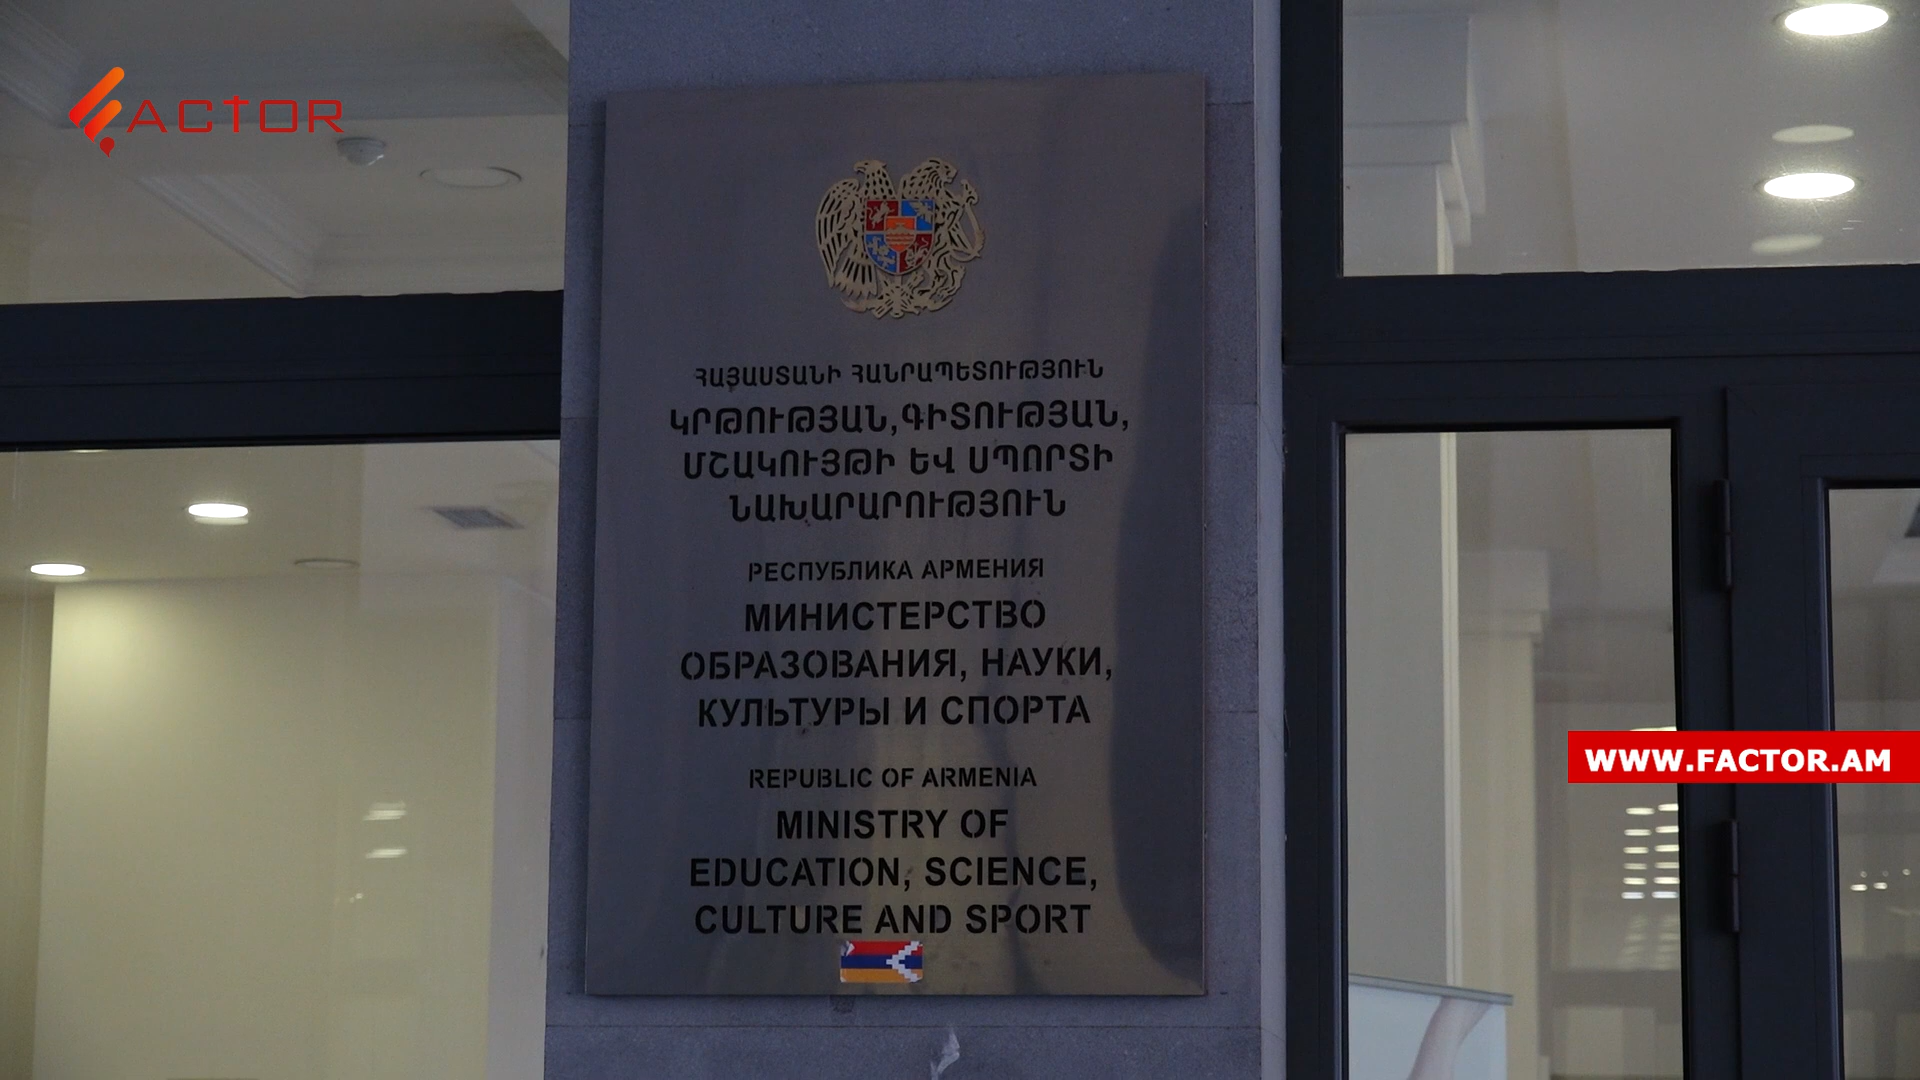 ACTOR
ՀԱՅԱՍՏԱՆԻ ՀԱՆՐԱՊԵՏՈՒԹՅՈՒՆ
ԿՐԹՈՒԹՅԱՆ,ԳԻՏՈՒԹՅԱՆ,
ՄՇԱԿՈՒՅԹԻ ԵՎ ՍՊՈՐՏԻ
ՆԱԽԱՐԱՐՈՒԹՅՈՒՆ
РЕСПУБЛИКА АРМЕНИЯ
МИНИСТЕРСТВО
ОБРАЗОВАНИЯ, НАУКИ,
КУЛЬТУРЫ И СПОРТА
REPUBLIC OF ARMENIA
MINISTRY OF
EDUCATION, SCIENCE,
CULTURE AND SPORT
WWW.FACTOR.AM